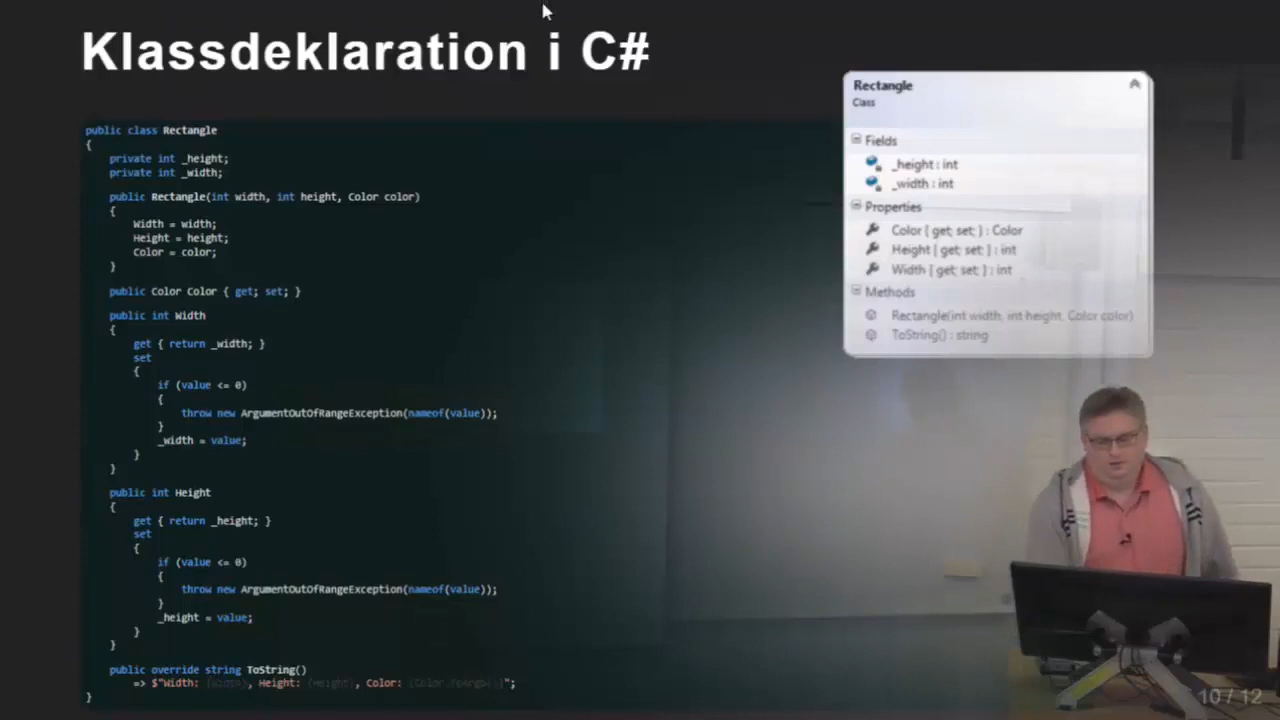 Klassdeklaration i C#
public class Rectangle
{
private int _height;
private int _width;
public Rectangle(int width, int height, Color color)
{
Width = width;
Height = height;
Color = color;
}
public Color Color { get; set; }
public int Width
{
get { return _width; }
set
{
if (value <= 0)
{
throw new ArgumentOutOfRangeException(nameof(value));
}
_width = value;
}
}
public int Height
{
get { return _height; }
set
{
if (value <= 0)
{
throw new ArgumentOutOfRangeException(nameof(value));
}
_height = value;
}
}
public override string ToString()
=> $"Width: {Width}, Height: {Height}, Color: {Color.ToArgb()}";
}
Rectangle
Class
Fields
_height : int
_width : int
Properties
Color { get; set; } : Color
Height { get; set; } : int
Width { get; set; } : int
Methods
Rectangle(int width, int height, Color color)
ToString() : string
10 / 12